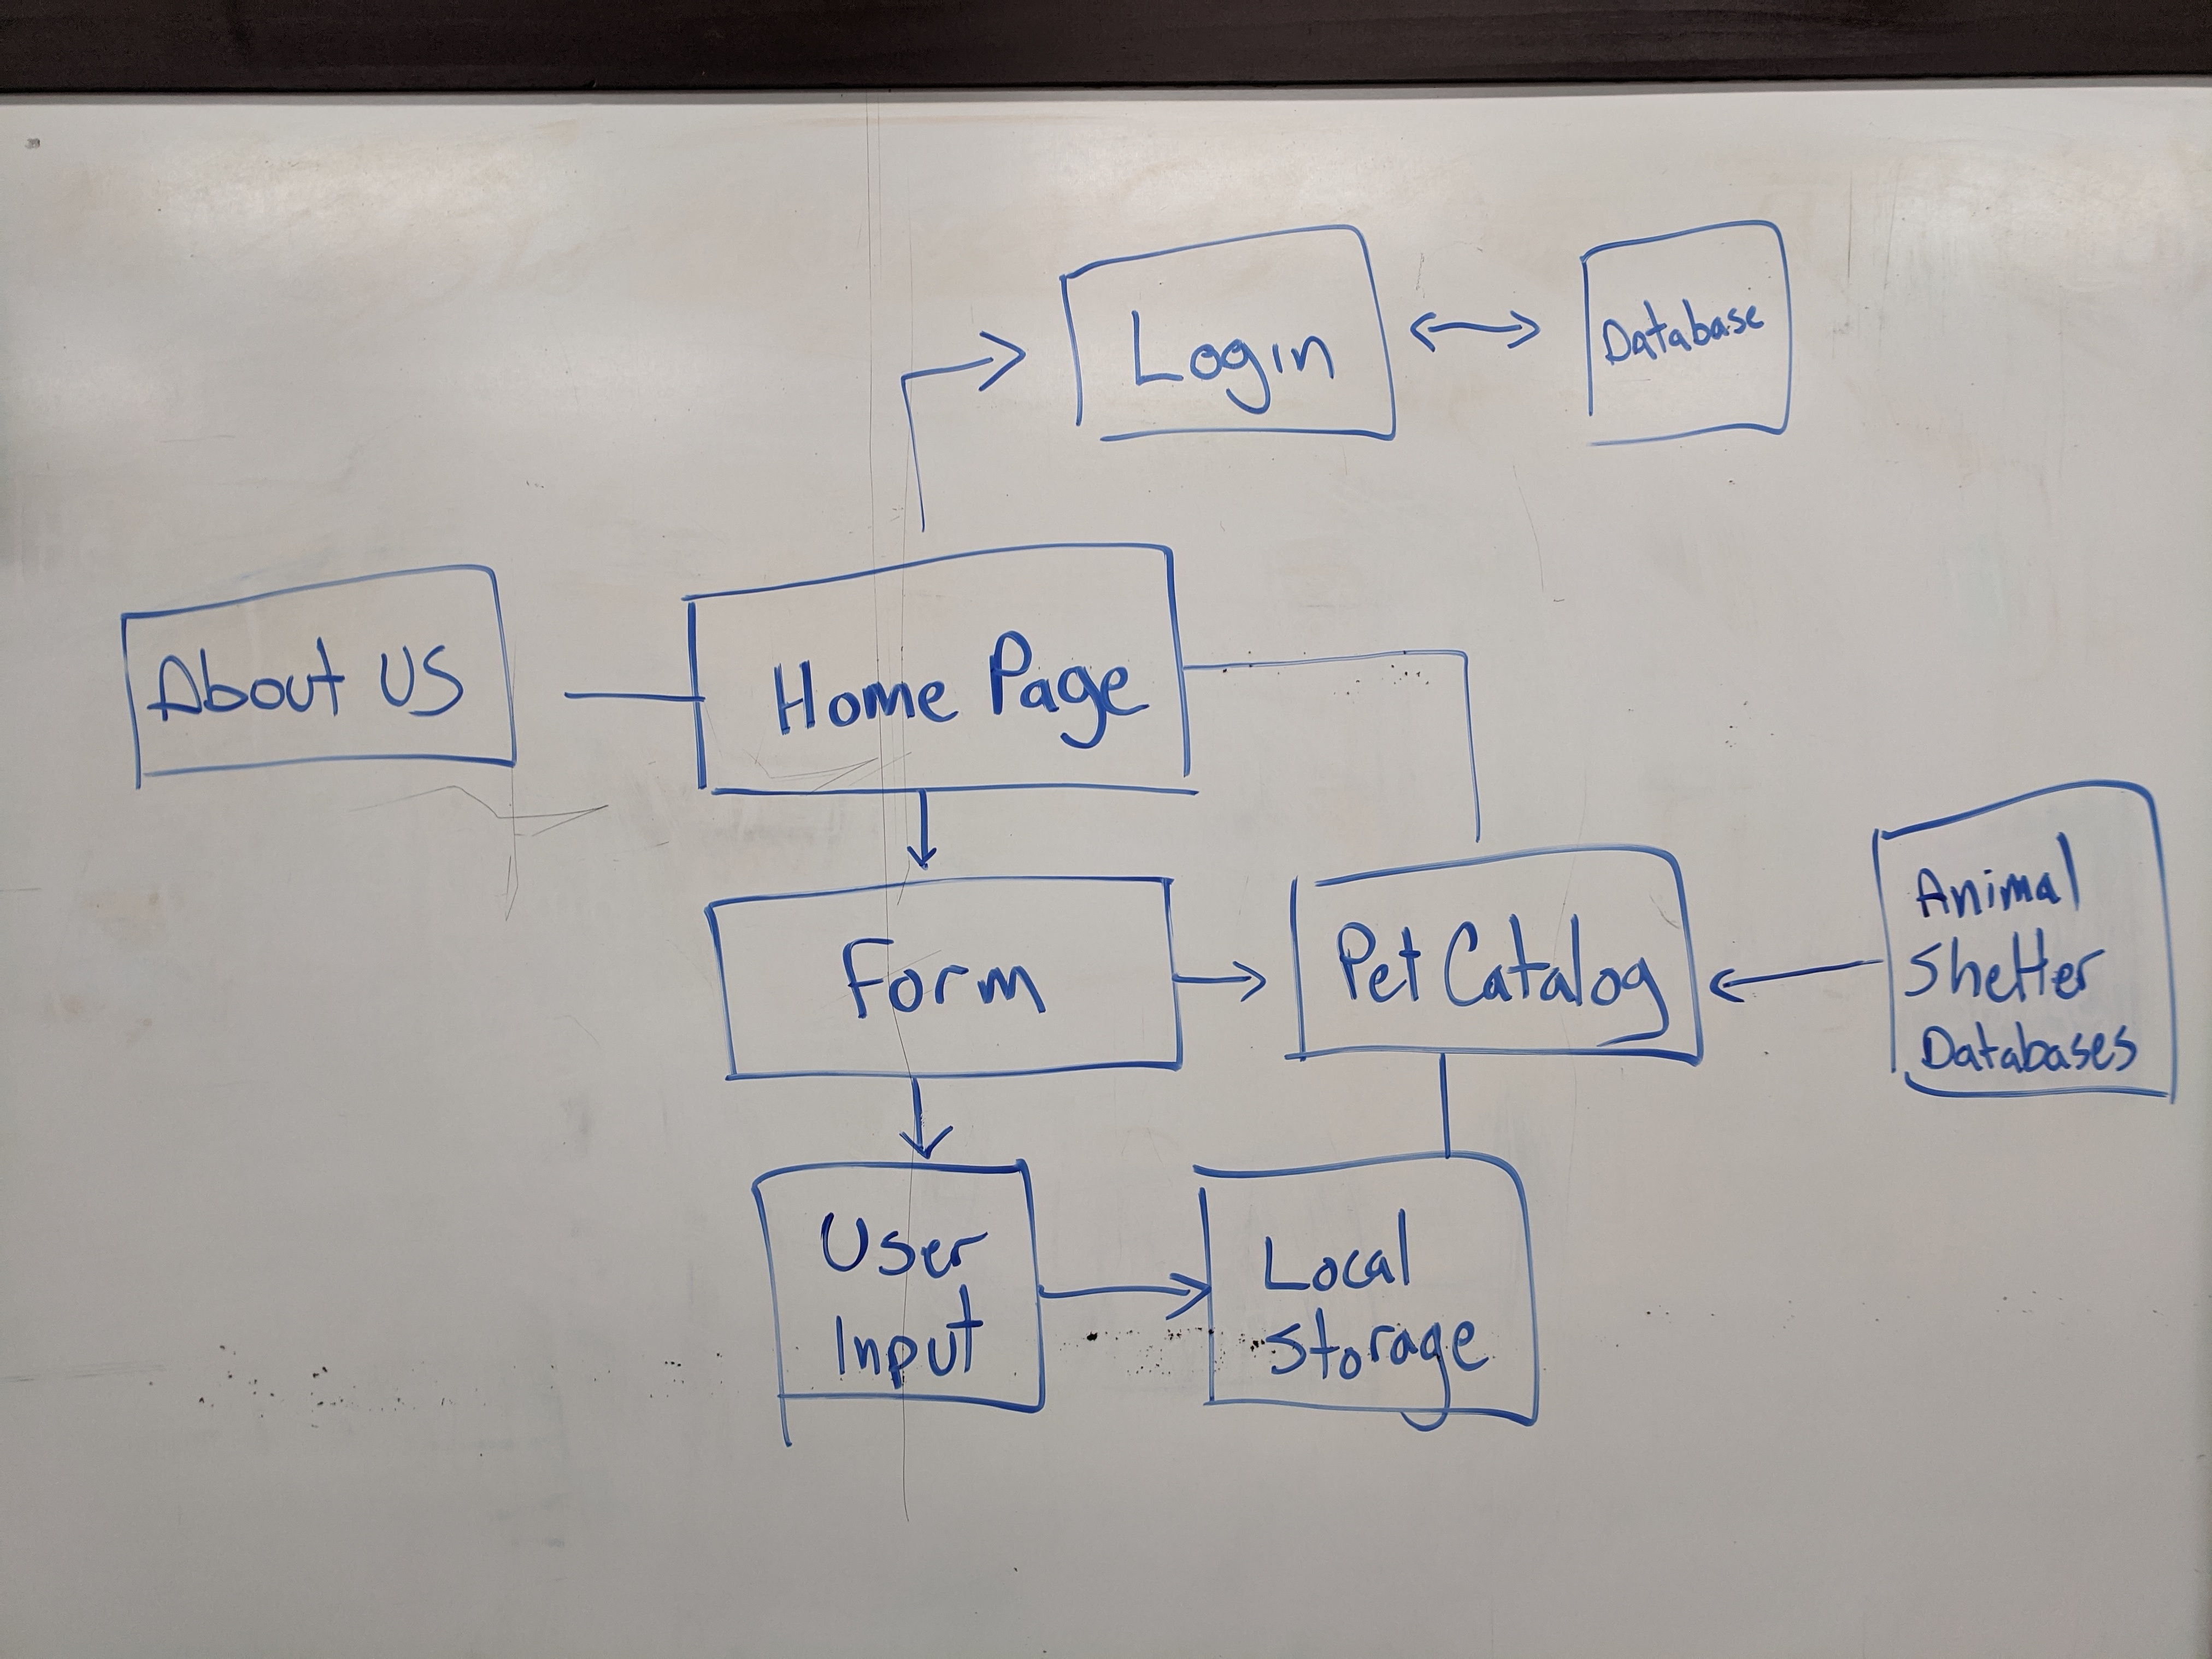 Login
Database
About US
Home Page
Form
Pet Catalog
Animal
Shelter
Databases
User
Input
Local
Storage